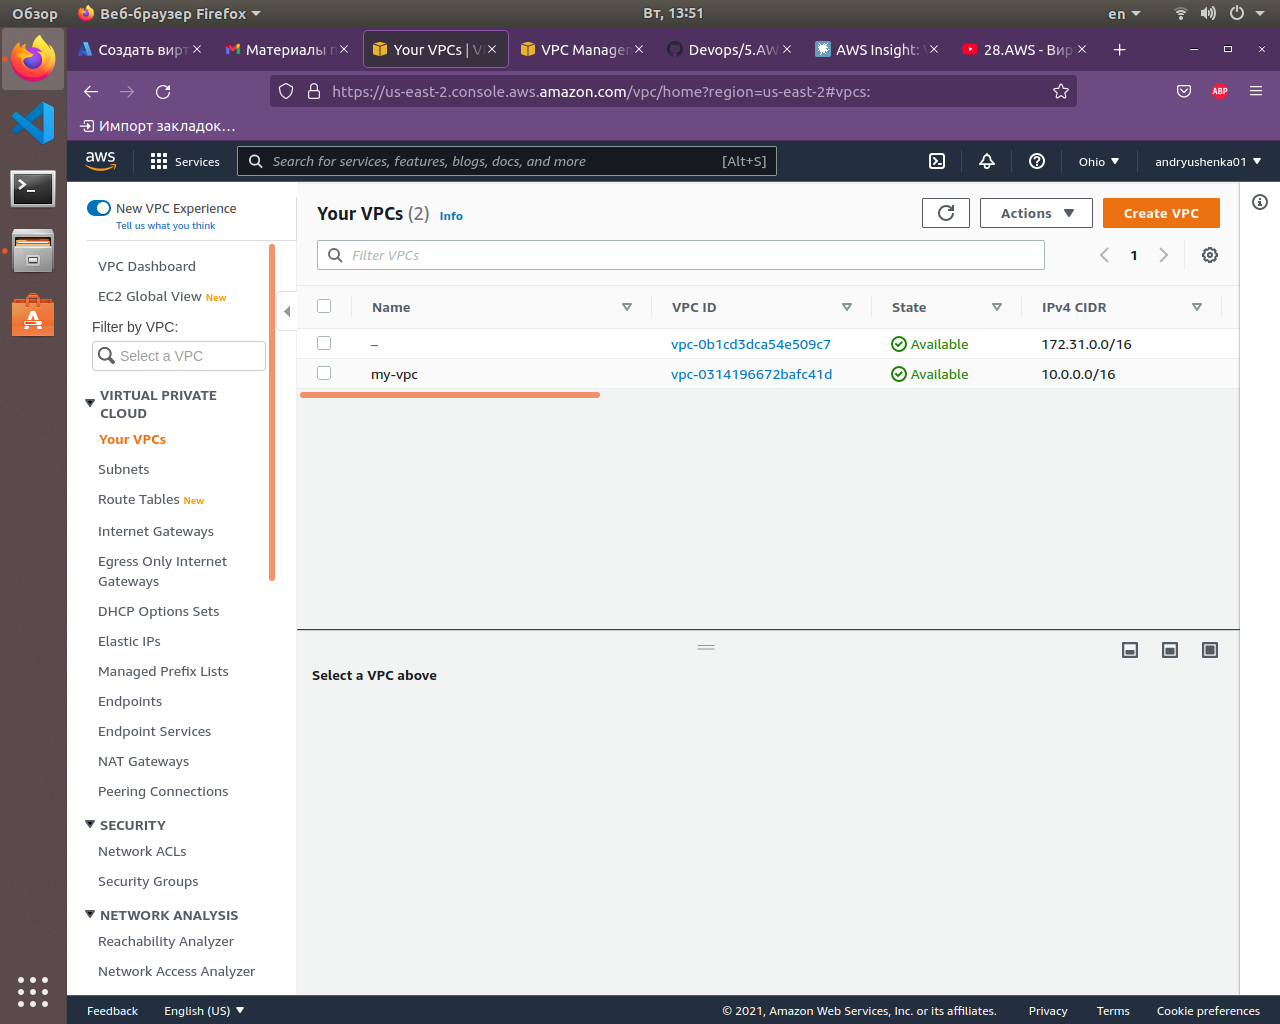 Обзор Веб-браузер Firefox Вт, 13:51 en
Создать вирт Материалы п Your VPCs | VP VPC Managem Devops/5.AW AWS Insight: V 28.AWS - Вир
https://us-east-2.console.aws.amazon.com/vpc/home?region=us-east-2#vpcs: ABP
Импорт закладок…
aws Services Search for services, features, blogs, docs, and more [Alt+S] Ohio andryushenka01
New VPC Experience
Tell us what you think
VPC Dashboard
EC2 Global View New
Filter by VPC:
Select a VPC
VIRTUAL PRIVATE
CLOUD
Your VPCs
Subnets
Route Tables New
Internet Gateways
Egress Only Internet
Gateways
DHCP Options Sets
Elastic IPs
Managed Prefix Lists
Endpoints
Endpoint Services
NAT Gateways
Peering Connections
SECURITY
Network ACLs
Security Groups
NETWORK ANALYSIS
Reachability Analyzer
Network Access Analyzer
Your VPCs (2) Info Actions Create VPC
Filter VPCs 1
Name VPC ID State IPv4 CIDR
– vpc-0b1cd3dca54e509c7 Available 172.31.0.0/16
my-vpc vpc-0314196672bafc41d Available 10.0.0.0/16
Select a VPC above
Feedback English (US) © 2021, Amazon Web Services, Inc. or its affiliates. Privacy Terms Cookie preferences